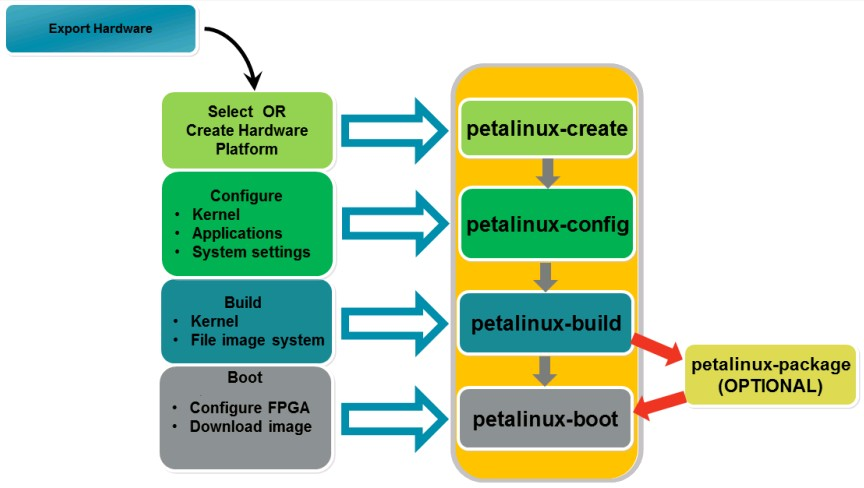 Export Hardware
Select OR
Create Hardware
Platform
petalinux-create
Configure
• Kernel
• Applications
• System settings
petalinux-config
Build
• Kernel
• File image system
petalinux-build
petalinux-package
(OPTIONAL)
Boot
• Configure FPGA
• Download image
petalinux-boot